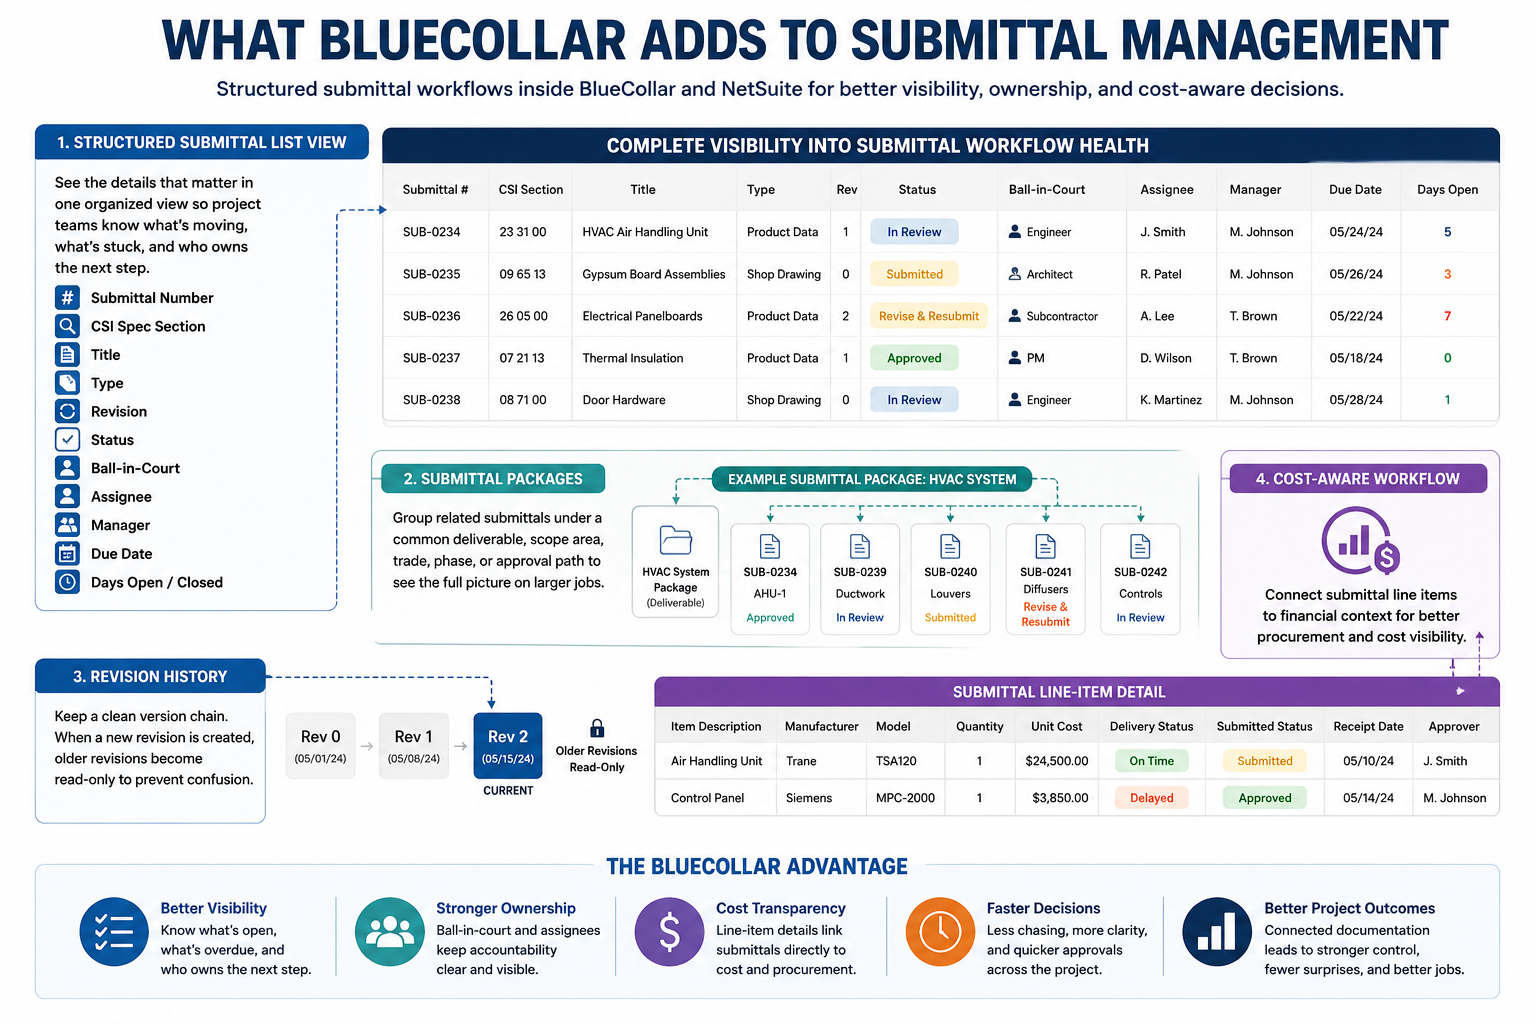 WHAT BLUECOLLAR ADDS TO SUBMITTAL MANAGEMENT
Structured submittal workflows inside BlueCollar and NetSuite for better visibility, ownership, and cost-aware decisions.
1. STRUCTURED SUBMITTAL LIST VIEW
See the details that matter in
one organized view so project
teams know what's moving,
what's stuck, and who owns
the next step.
# Submittal Number
CSI Spec Section
Title
Type
Revision
Status
Ball-in-Court
Assignee
Manager
Due Date
Days Open / Closed
COMPLETE VISIBILITY INTO SUBMITTAL WORKFLOW HEALTH
Submittal # CSI Section Title Type Rev Status Ball-in-Court Assignee Manager Due Date Days Open
SUB-0234 23 31 00 HVAC Air Handling Unit Product Data 1 In Review Engineer J. Smith M. Johnson 05/24/24 5
SUB-0235 09 65 13 Gypsum Board Assemblies Shop Drawing 0 Submitted Architect R. Patel M. Johnson 05/26/24 3
SUB-0236 26 05 00 Electrical Panelboards Product Data 2 Revise & Resubmit Subcontractor A. Lee T. Brown 05/22/24 7
SUB-0237 07 21 13 Thermal Insulation Product Data 1 Approved PM D. Wilson T. Brown 05/18/24 0
SUB-0238 08 71 00 Door Hardware Shop Drawing 0 In Review Engineer K. Martinez M. Johnson 05/28/24 1
2. SUBMITTAL PACKAGES
Group related submittals under a
common deliverable, scope area,
trade, phase, or approval path to
see the full picture on larger jobs.
EXAMPLE SUBMITTAL PACKAGE: HVAC SYSTEM
HVAC System
Package
(Deliverable)
SUB-0234
AHU-1
Approved
SUB-0239
Ductwork
In Review
SUB-0240
Louvers
Submitted
SUB-0241
Diffusers
Revise &
Resubmit
SUB-0242
Controls
In Review
4. COST-AWARE WORKFLOW
$
Connect submittal line items
to financial context for better
procurement and cost visibility.
3. REVISION HISTORY
Keep a clean version chain.
When a new revision is created,
older revisions become
read-only to prevent confusion.
Rev 0
(05/01/24)
Rev 1
(05/08/24)
Rev 2
(05/15/24)
CURRENT
Older Revisions
Read-Only
SUBMITTAL LINE-ITEM DETAIL
Item Description Manufacturer Model Quantity Unit Cost Delivery Status Submitted Status Receipt Date Approver
Air Handling Unit Trane TSA120 1 $24,500.00 On Time Submitted 05/10/24 J. Smith
Control Panel Siemens MPC-2000 1 $3,850.00 Delayed Approved 05/14/24 M. Johnson
THE BLUECOLLAR ADVANTAGE
Better Visibility
Know what's open,
what's overdue, and
who owns the next step.
Stronger Ownership
Ball-in-court and assignees
keep accountability
clear and visible.
$
Cost Transparency
Line-item details link
submittals directly to
cost and procurement.
Faster Decisions
Less chasing, more clarity,
and quicker approvals
across the project.
Better Project Outcomes
Connected documentation
leads to stronger control,
fewer surprises, and better jobs.